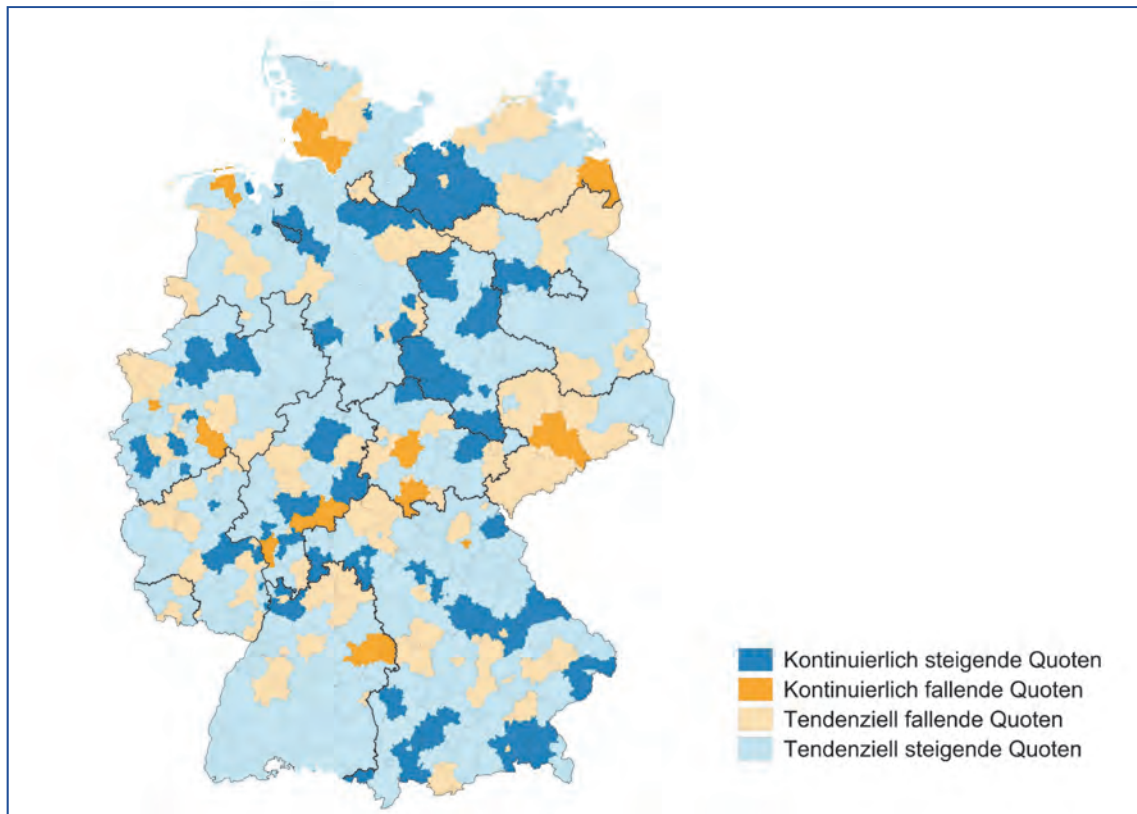 Kontinuierlich steigende Quoten
Kontinuierlich fallende Quoten
Tendenziell fallende Quoten
Tendenziell steigende Quoten